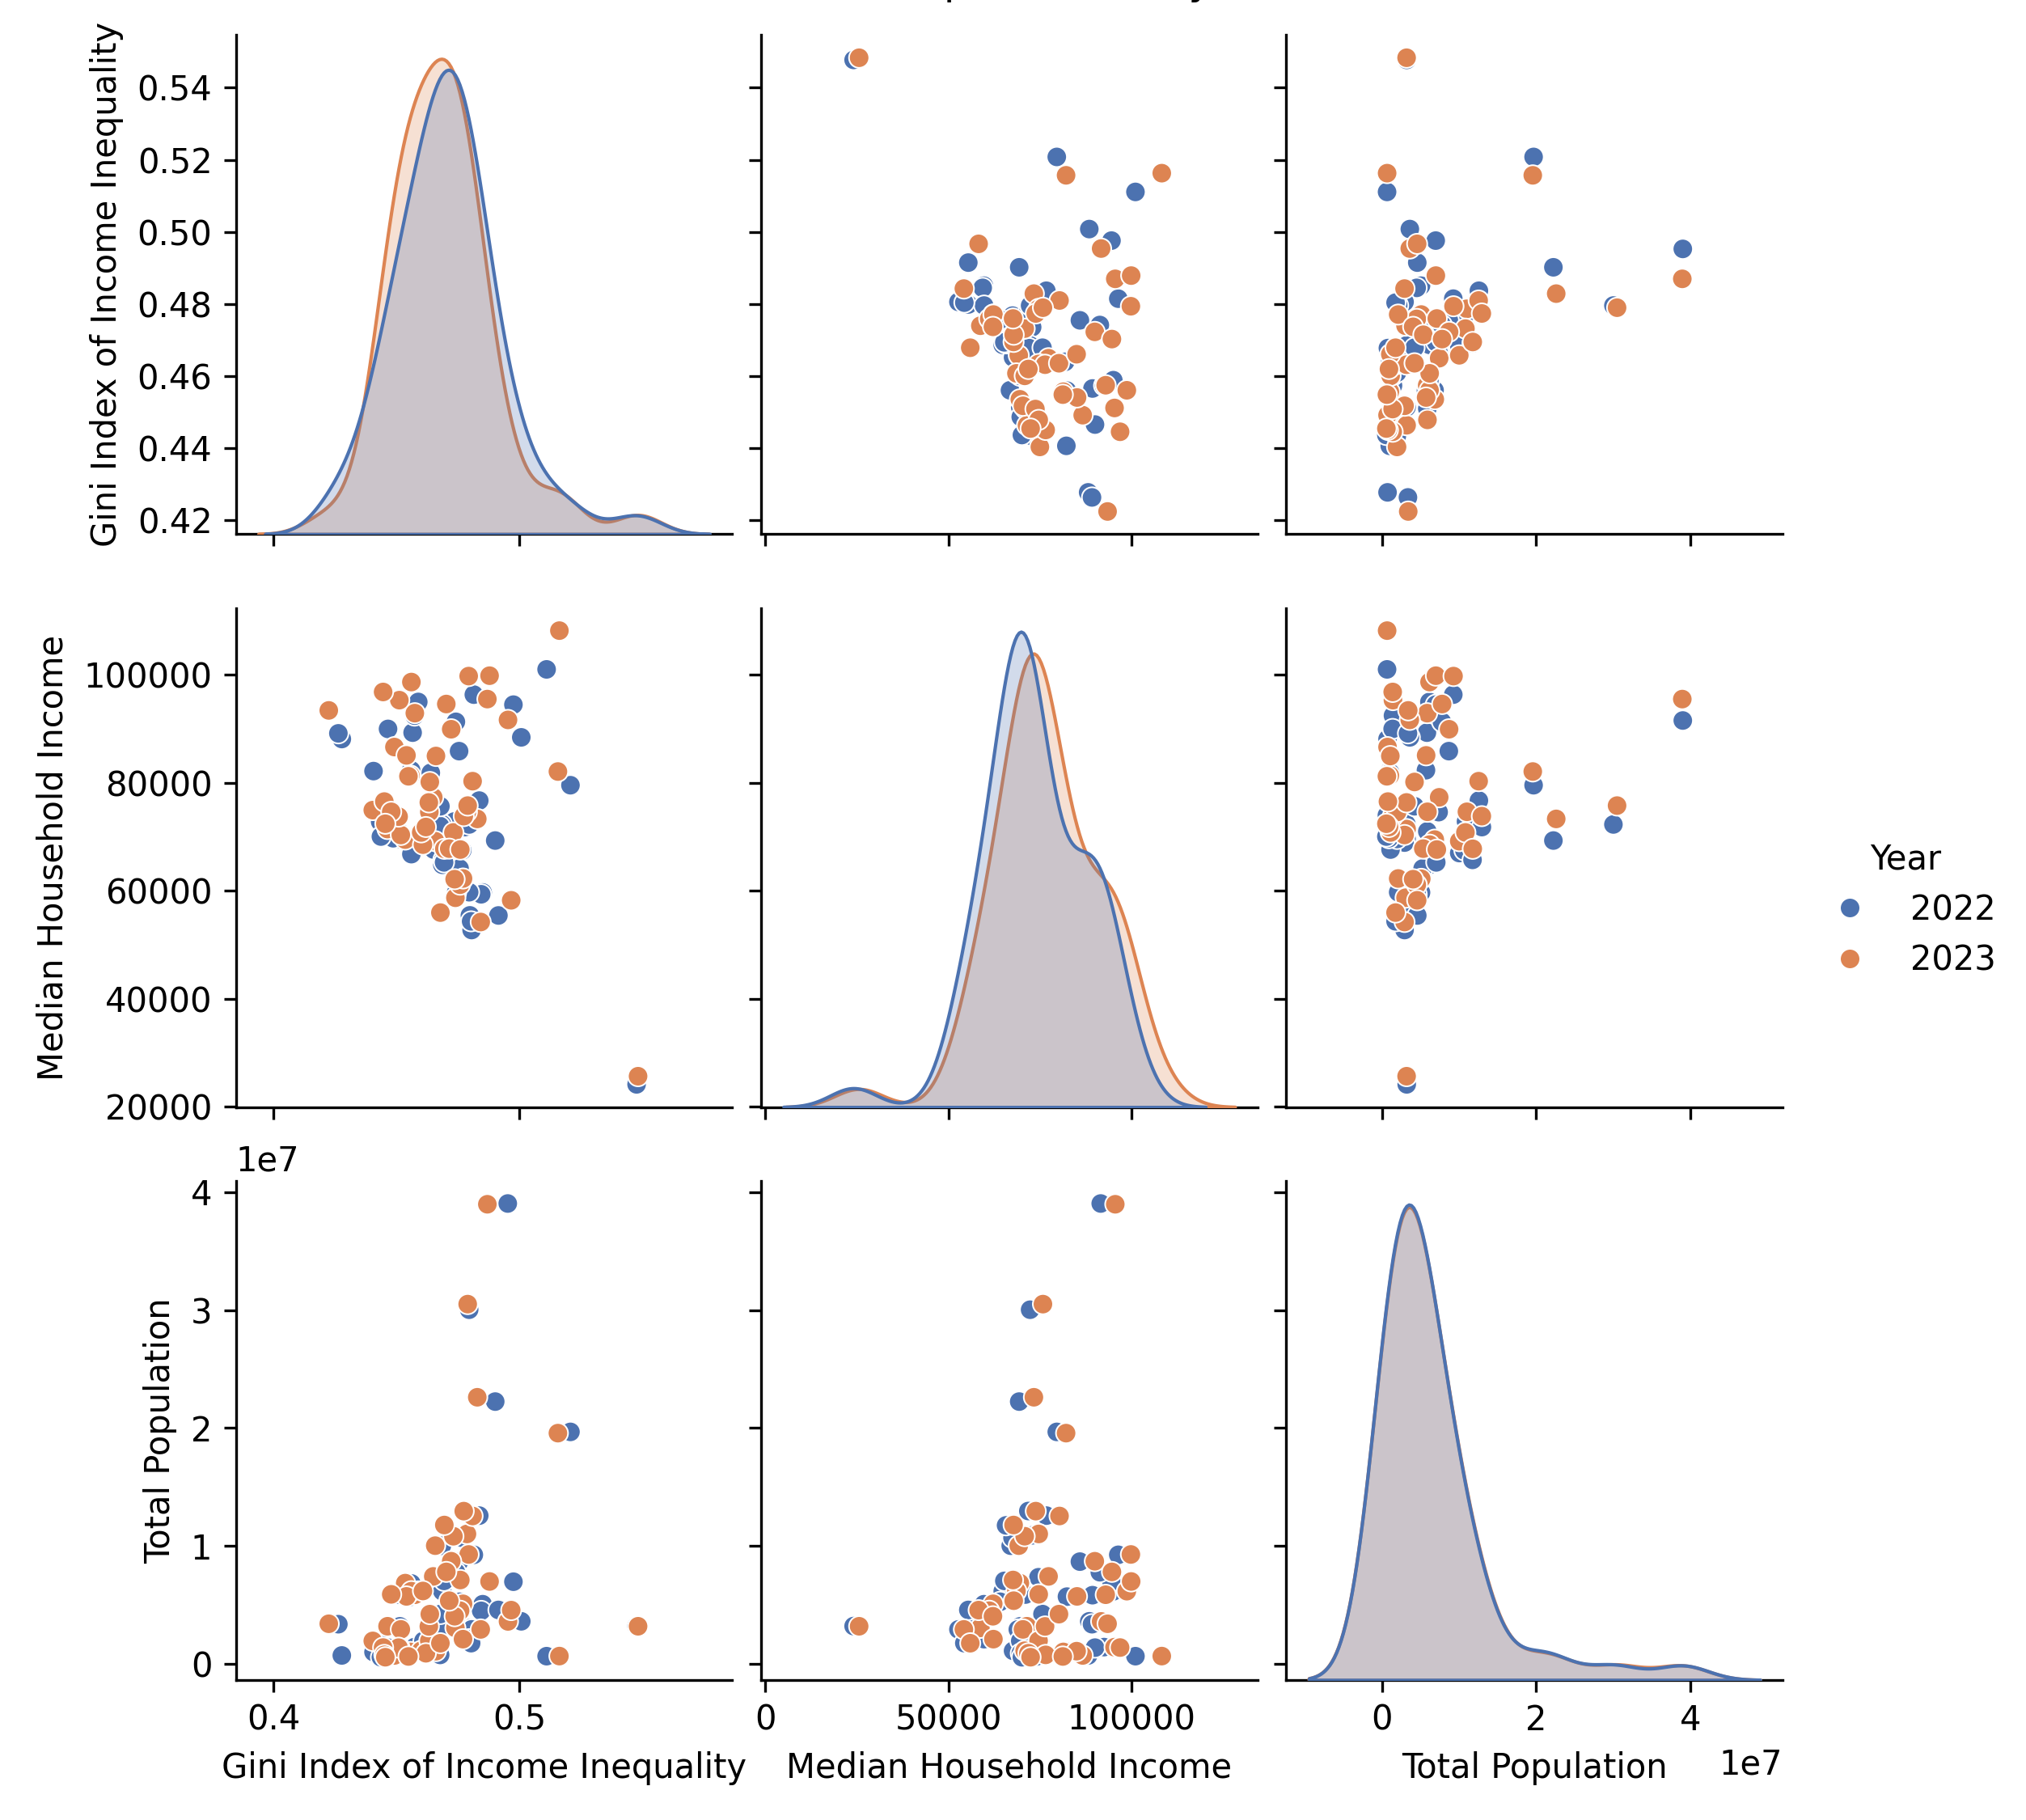 Gini Index of Income Inequality
0.54
0.52
0.50
0.48
0.46
0.44
0.42
Median Household Income
100000
80000
60000
40000
20000
Year
2022
2023
1e7
Total Population
4
3
2
1
0
0.4 0.5
0 50000 100000
0 2 4
Gini Index of Income Inequality
Median Household Income
Total Population
1e7